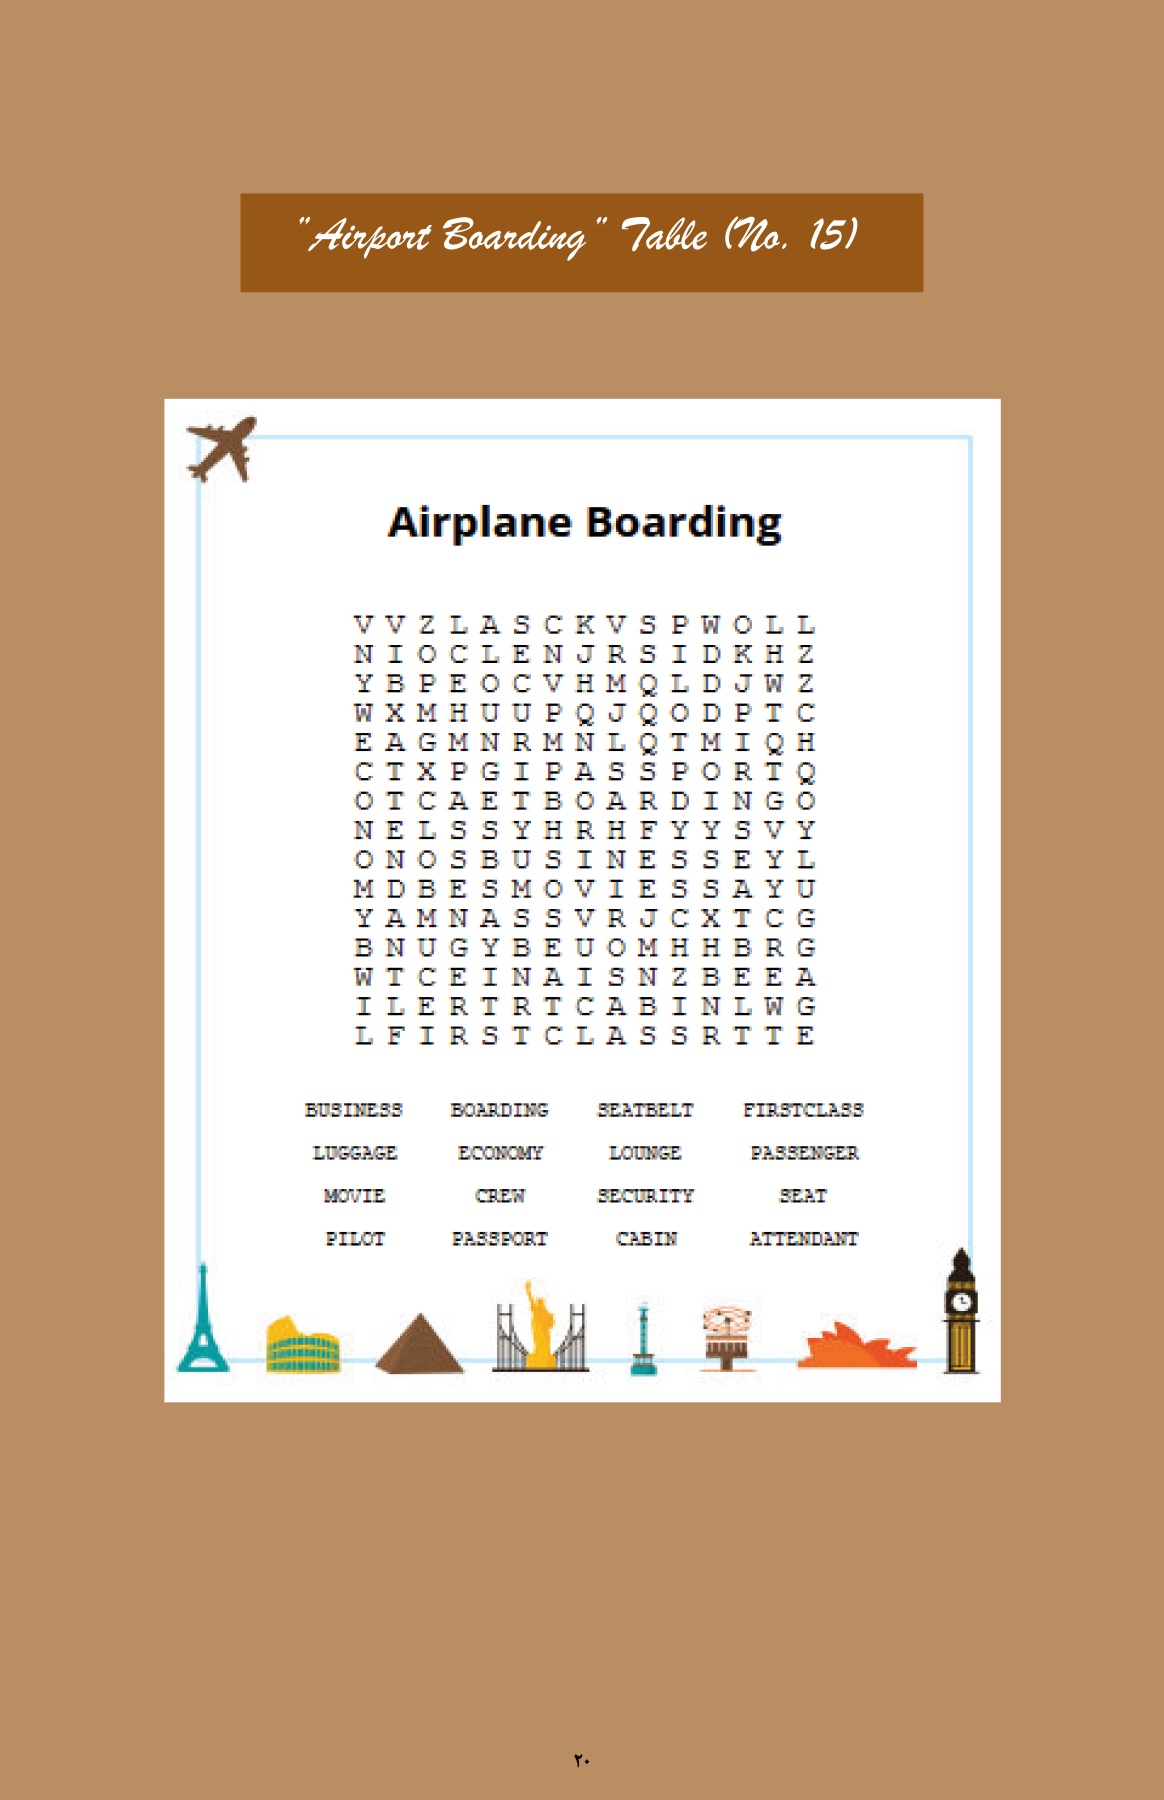 "Airport Boarding" Table (No. 15)
Airplane Boarding
V V Z L A S C K V S P W O L L
N I O C L E N J R S I D K H Z
Y B P E O C V H M Q L D J W Z
W X M H U U P Q J Q O D P T C
E A G M N R M N L Q T M I Q H
C T X P G I P A S S P O R T Q
O T C A E T B O A R D I N G O
N E L S S Y H R H F Y Y S V Y
O N O S B U S I N E S S E Y L
M D B E S M O V I E S S A Y U
Y A M N A S S V R J C X T C G
B N U G Y B E U O M H H B R G
W T C E I N A I S N Z B E E A
I L E R T R T C A B I N L W G
L F I R S T C L A S S R T T E
BUSINESS BOARDING SEATBELT FIRSTCLASS
LUGGAGE ECONOMY LOUNGE PASSENGER
MOVIE CREW SECURITY SEAT
PILOT PASSPORT CABIN ATTENDANT
۲۰